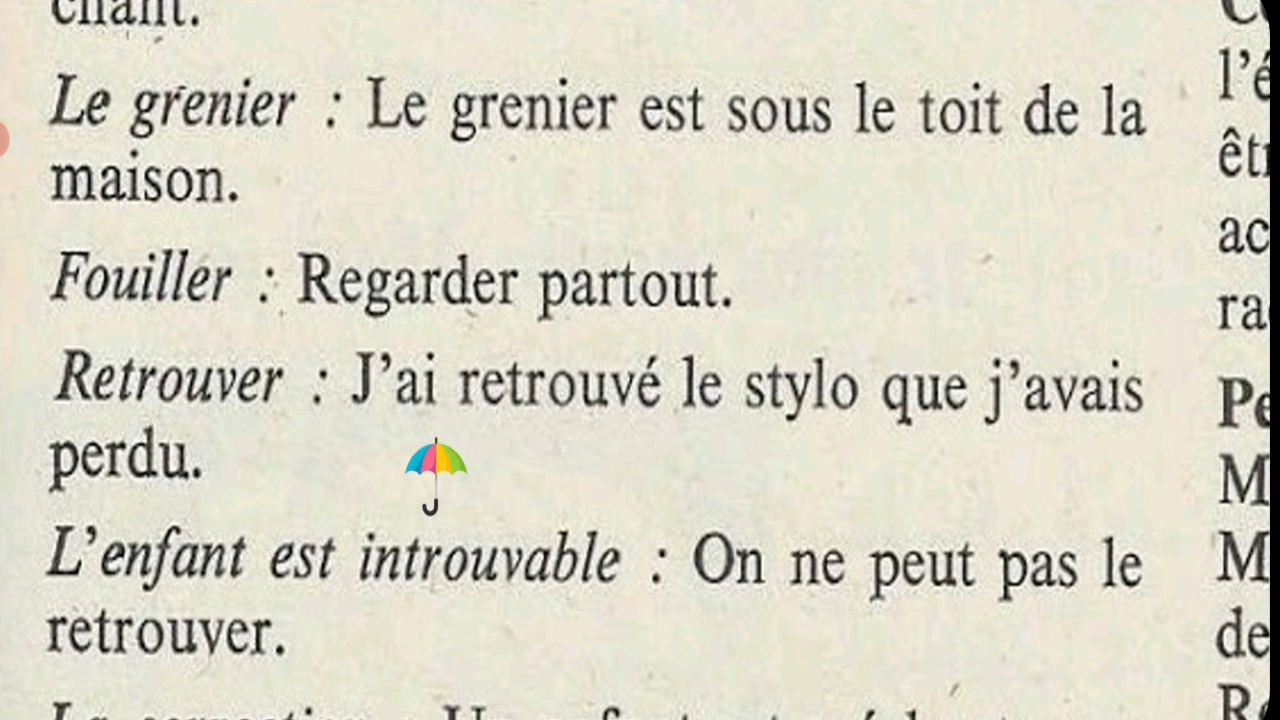 chant.
Le grenier : Le grenier est sous le toit de la
maison.
Fouiller : Regarder partout.
Retrouver : J'ai retrouvé le stylo que j'avais
perdu.
L'enfant est introuvable : On ne peut pas le
retrouver.